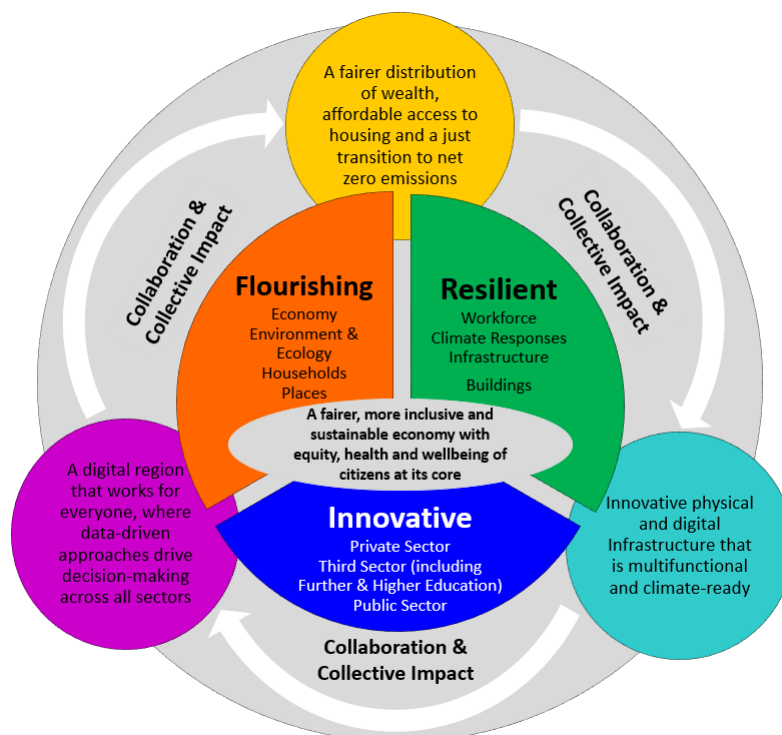 A fairer distribution
of wealth,
affordable access to
housing and a just
transition to net
zero emissions
Collaboration &
Collective Impact
Collaboration &
Collective Impact
Flourishing
Economy
Environment &
Ecology
Households
Places
Resilient
Workforce
Climate Responses
Infrastructure
Buildings
A fairer, more inclusive and
sustainable economy with
equity, health and wellbeing of
citizens at its core
A digital region
that works for
everyone, where
data-driven
approaches drive
decision-making
across all sectors
Innovative
Private Sector
Third Sector (including
Further & Higher Education)
Public Sector
Innovative physical
and digital
Infrastructure that
is multifunctional
and climate-ready
Collaboration &
Collective Impact